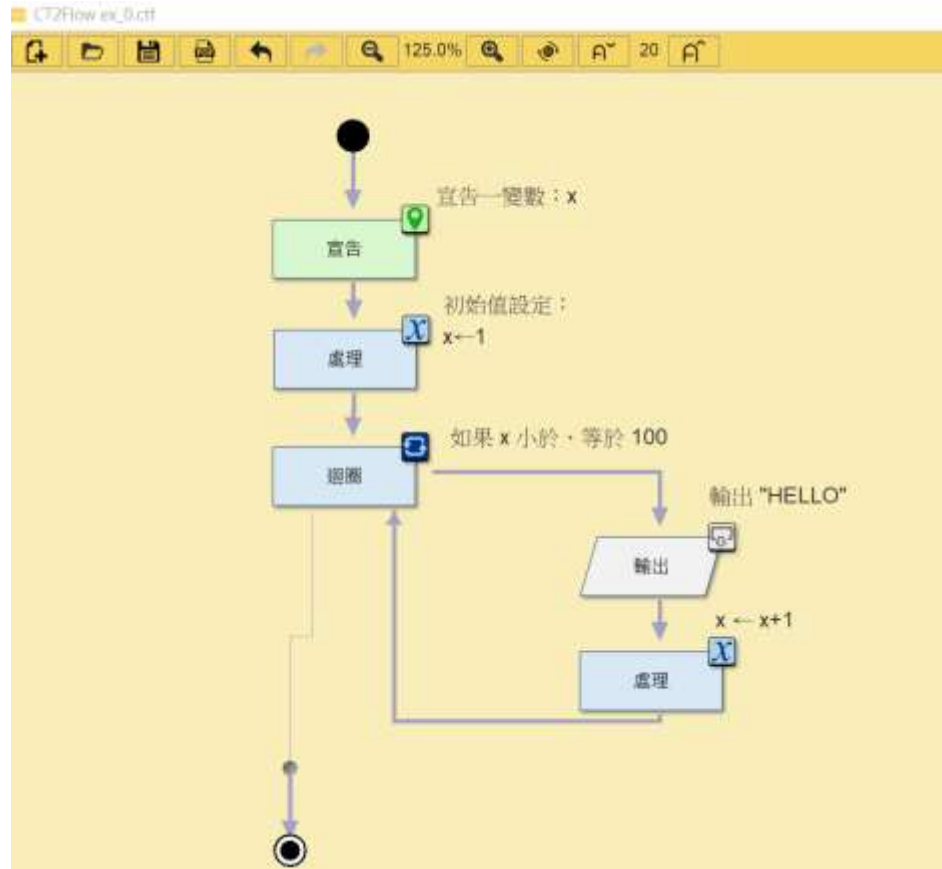 CT2Flow ex_0.ctf
125.0%
20
宣告一變數：x
宣告
初始值設定：
x←1
處理
如果 x 小於、等於 100
迴圈
輸出 "HELLO"
輸出
x ← x+1
處理